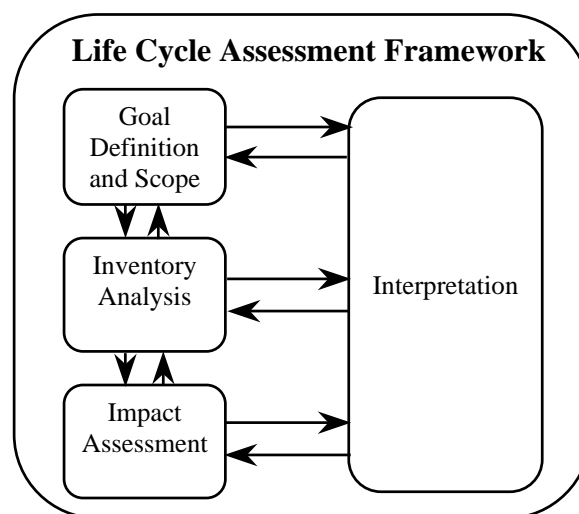 Life Cycle Assessment Framework
Goal
Definition
and Scope
Inventory
Analysis
Interpretation
Impact
Assessment